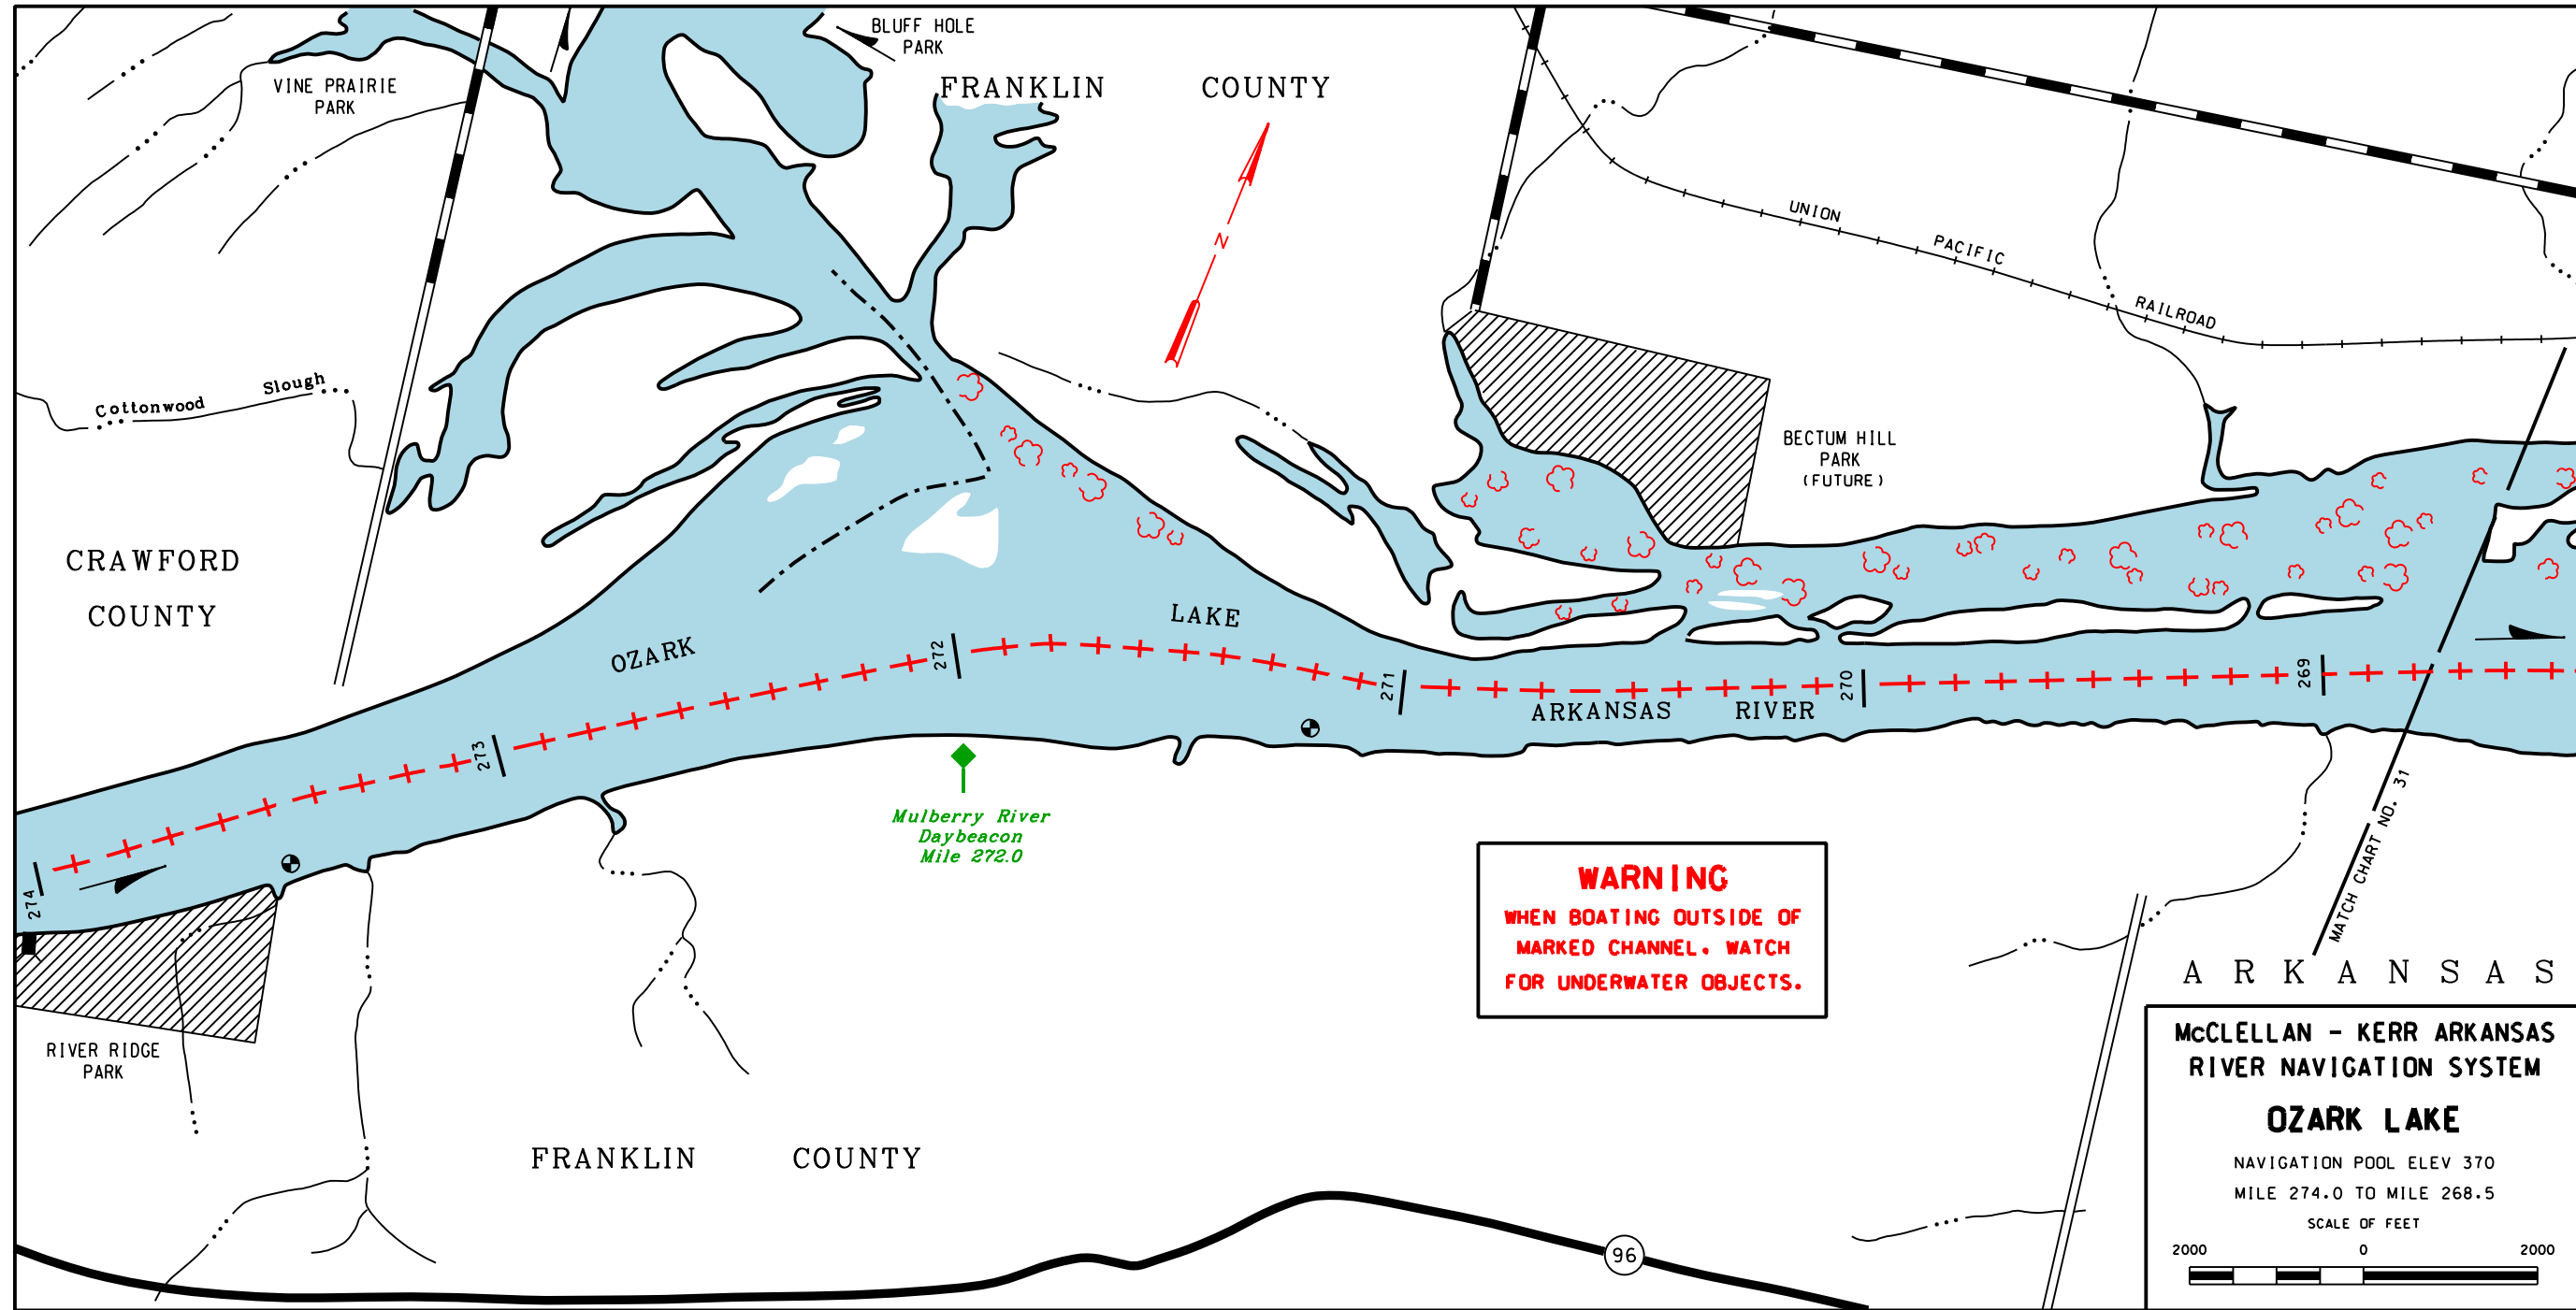 BLUFF HOLE
PARK
VINE PRAIRIE
PARK
FRANKLIN COUNTY
N
UNION PACIFIC RAILROAD
Cottonwood Slough
BECTUM HILL
PARK
(FUTURE)
CRAWFORD
COUNTY
OZARK LAKE
272
271
270
269
273
274
ARKANSAS RIVER
Mulberry River
Daybeacon
Mile 272.0
MATCH CHART NO. 31
WARNING
WHEN BOATING OUTSIDE OF
MARKED CHANNEL. WATCH
FOR UNDERWATER OBJECTS.
ARKANSAS
RIVER RIDGE
PARK
FRANKLIN COUNTY
96
McCLELLAN - KERR ARKANSAS
RIVER NAVIGATION SYSTEM
OZARK LAKE
NAVIGATION POOL ELEV 370
MILE 274.0 TO MILE 268.5
SCALE OF FEET
2000 0 2000